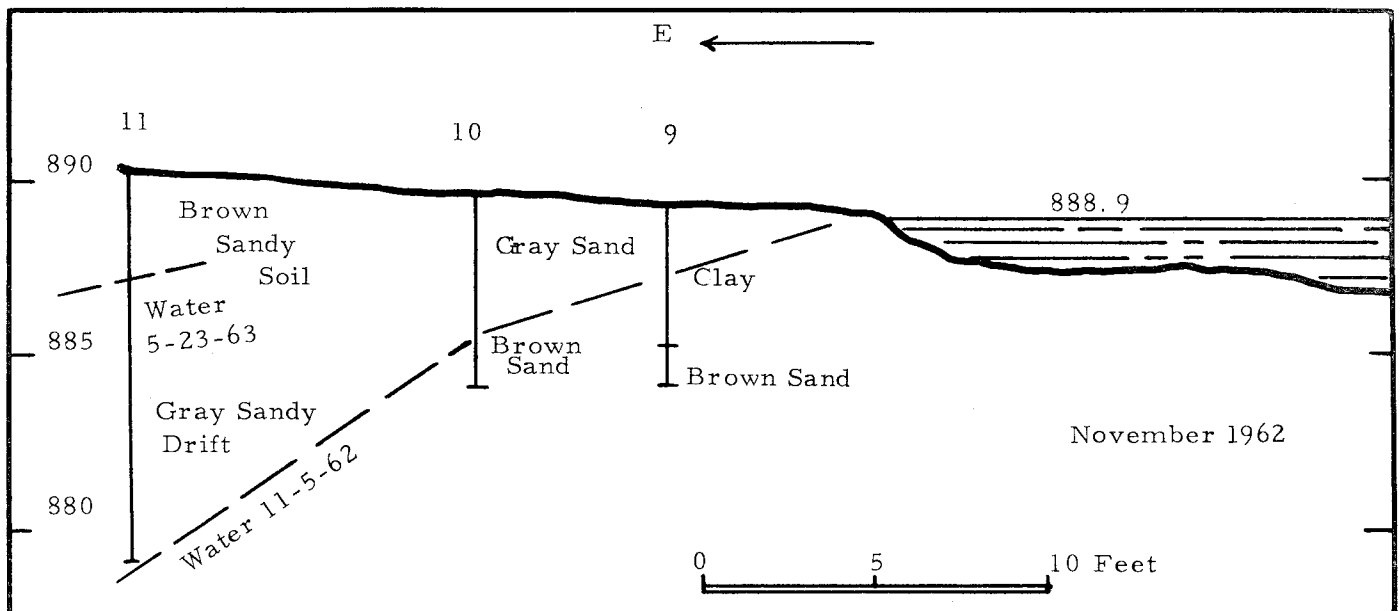 E
11
10
9
890
888.9
Brown
Sandy
Soil
Gray Sand
Clay
Water
5-23-63
885
Brown
Sand
Brown Sand
Gray Sandy
Drift
November 1962
Water 11-5-62
880
0 5 10 Feet